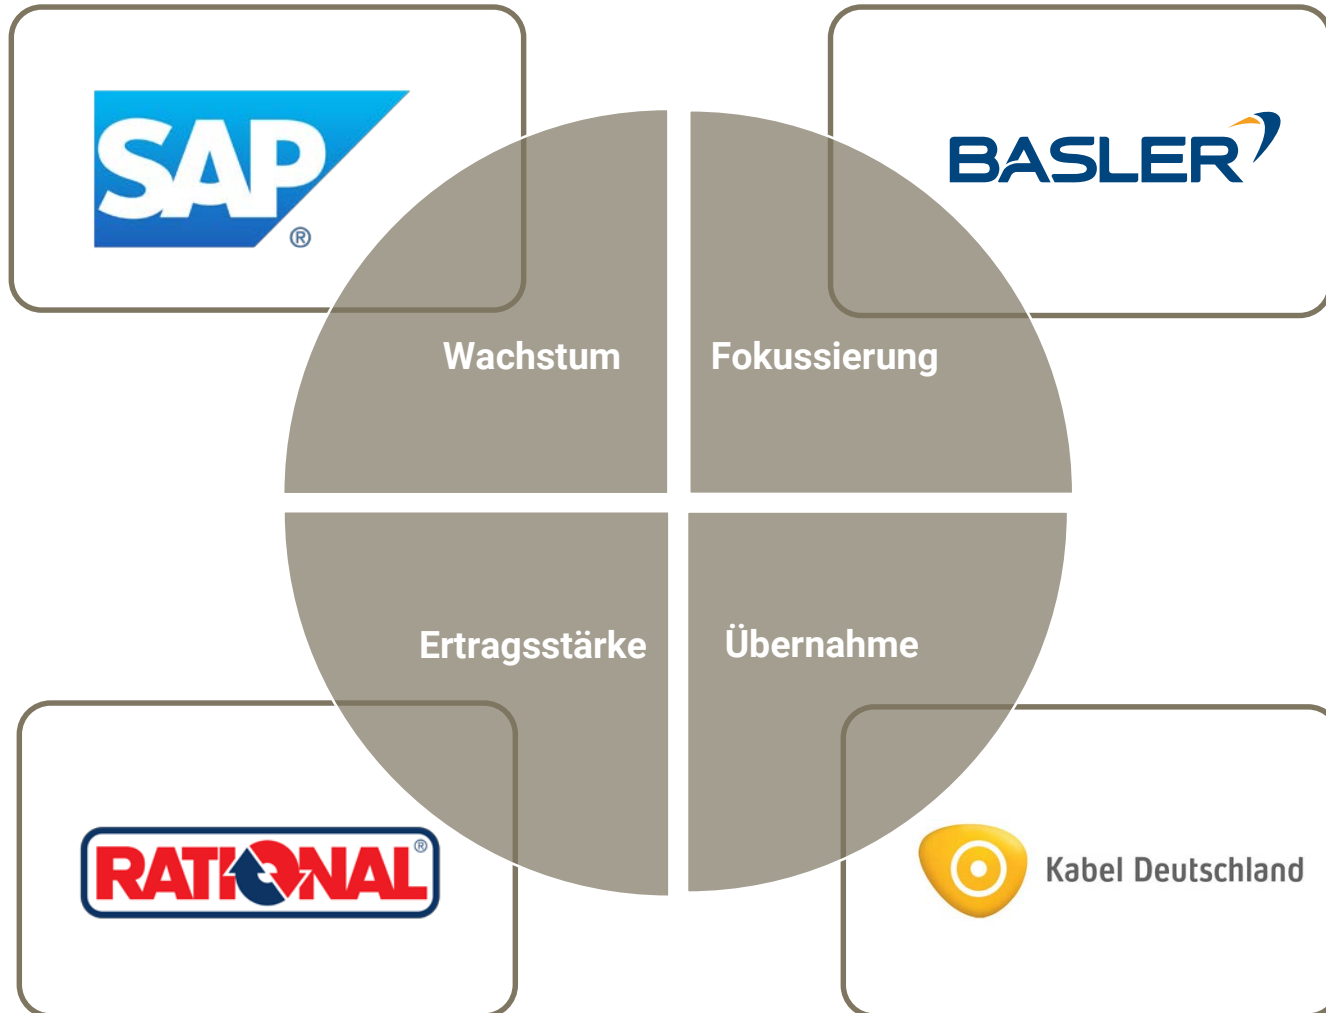 SAP
®
BASLER
Wachstum
Fokussierung
Ertragsstärke
Übernahme
RATIONAL®
Kabel Deutschland